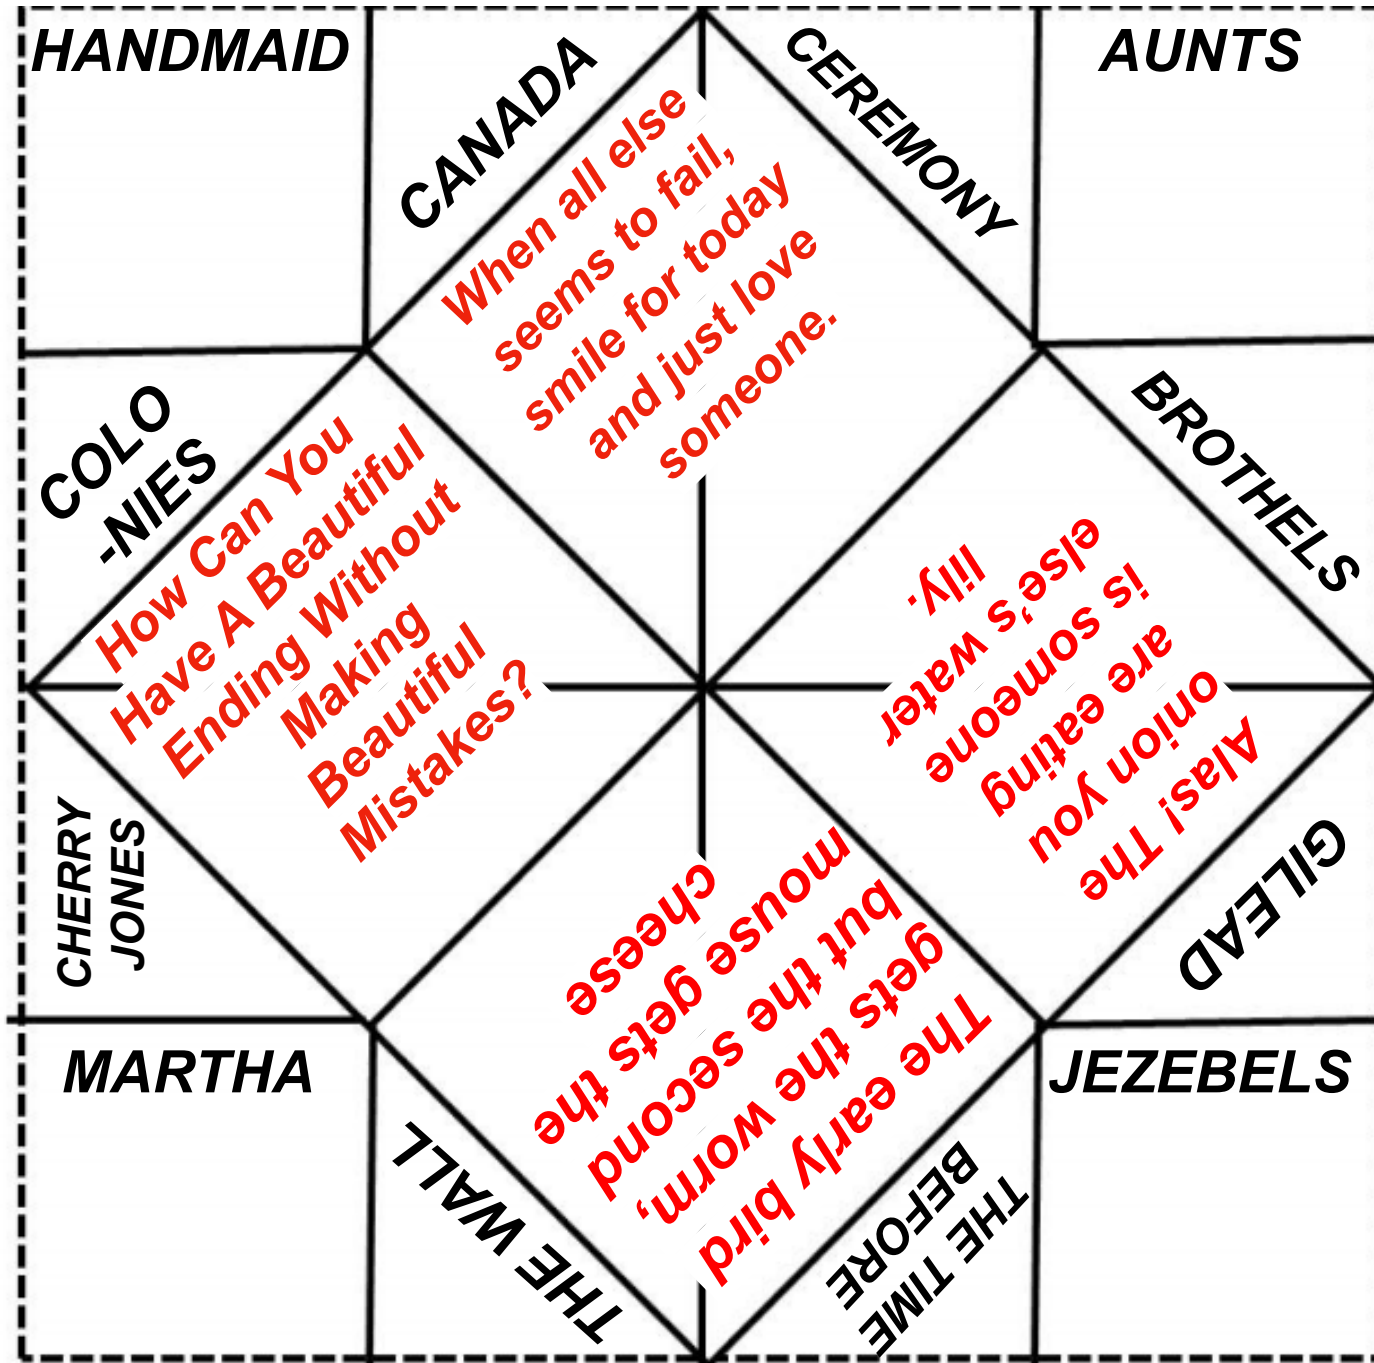 HANDMAID
CANADA
CEREMONY
AUNTS
When all else
seems to fail,
smile for today
and just love
someone.
COLO
-NIES
BROTHELS
How Can You
Have A Beautiful
Ending Without
Making
Beautiful
Mistakes?
Alas! The
onion you
are eating
is someone
else's water
lily.
CHERRY
JONES
GILEAD
The early bird
gets the worm,
but the second
mouse gets the
cheese
MARTHA
THE WALL
THE TIME
BEFORE
JEZEBELS